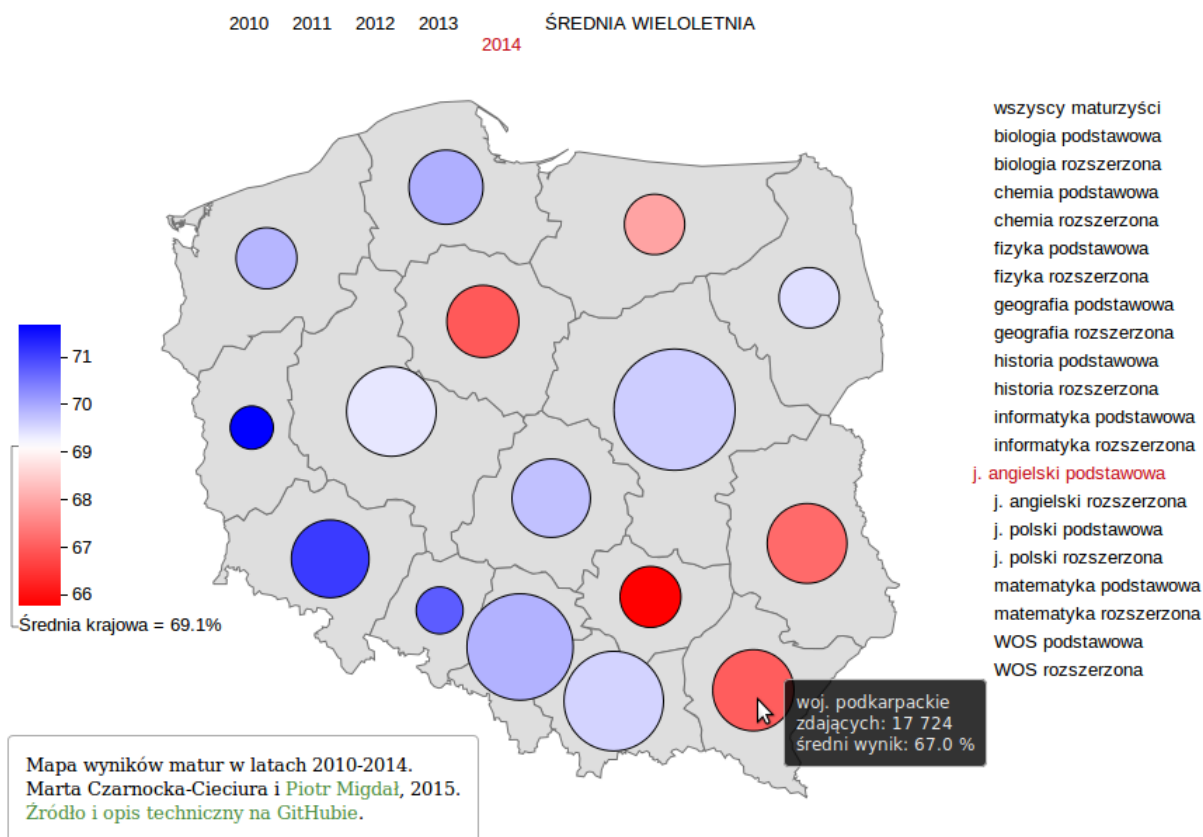 2010 2011 2012 2013 ŚREDNIA WIELOLETNIA
2014
wszyscy maturzyści
biologia podstawowa
biologia rozszerzona
chemia podstawowa
chemia rozszerzona
fizyka podstawowa
fizyka rozszerzona
geografia podstawowa
geografia rozszerzona
historia podstawowa
historia rozszerzona
informatyka podstawowa
informatyka rozszerzona
j. angielski podstawowa
j. angielski rozszerzona
j. polski podstawowa
j. polski rozszerzona
matematyka podstawowa
matematyka rozszerzona
WOS podstawowa
WOS rozszerzona
71
70
69
68
67
66
Średnia krajowa = 69.1%
woj. podkarpackie
zdających: 17 724
średni wynik: 67.0 %
Mapa wyników matur w latach 2010-2014.
Marta Czarnocka-Cieciura i Piotr Migdał, 2015.
Źródło i opis techniczny na GitHubie.